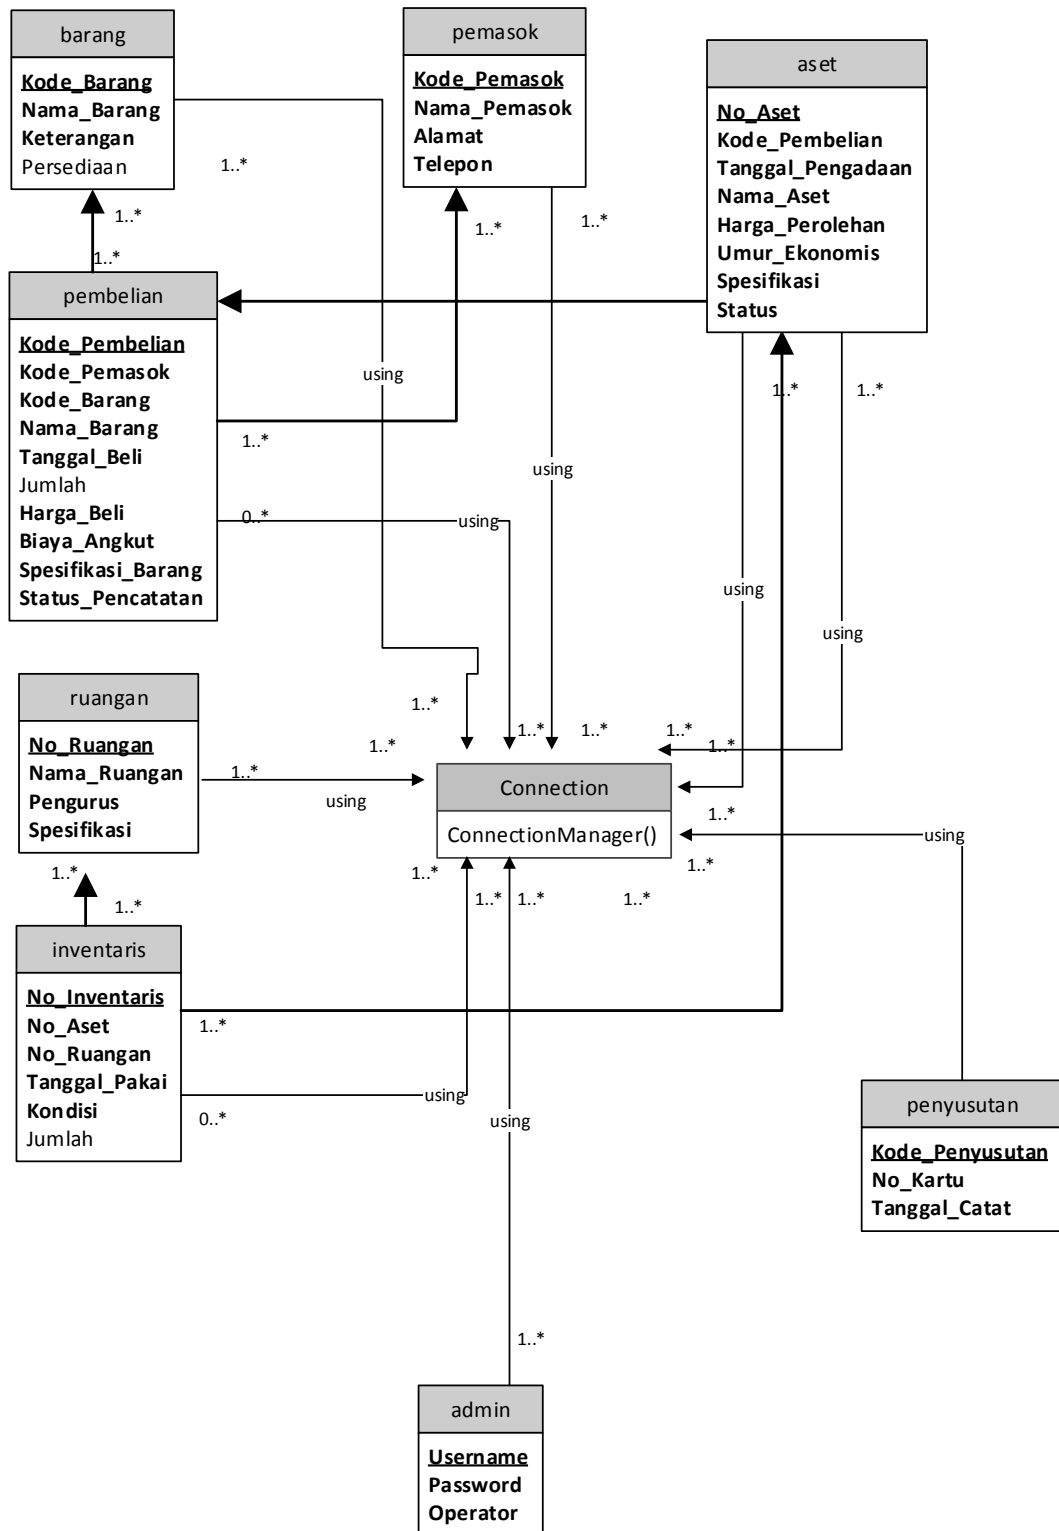 barang
Kode_Barang
Nama_Barang
Keterangan
Persediaan
pemasok
Kode_Pemasok
Nama_Pemasok
Alamat
Telepon
aset
No_Aset
Kode_Pembelian
Tanggal_Pengadaan
Nama_Aset
Harga_Perolehan
Umur_Ekonomis
Spesifikasi
Status
1..*
1..*
1..*
1..*
1..*
pembelian
Kode_Pembelian
Kode_Pemasok
Kode_Barang
Nama_Barang
Tanggal_Beli
Jumlah
Harga_Beli
Biaya_Angkut
Spesifikasi_Barang
Status_Pencatatan
using
1..*
1..*
1..*
using
0..*
using
using
using
ruangan
No_Ruangan
Nama_Ruangan
Pengurus
Spesifikasi
1..*
1..*
1..*
1..*
1..*
1..*
1..*
using
Connection
ConnectionManager()
1..*
using
1..*
1..*
1..*
1..*
1..*
1..*
1..*
inventaris
No_Inventaris
No_Aset
No_Ruangan
Tanggal_Pakai
Kondisi
Jumlah
1..*
0..*
using
using
penyusutan
Kode_Penyusutan
No_Kartu
Tanggal_Catat
1..*
admin
Username
Password
Operator